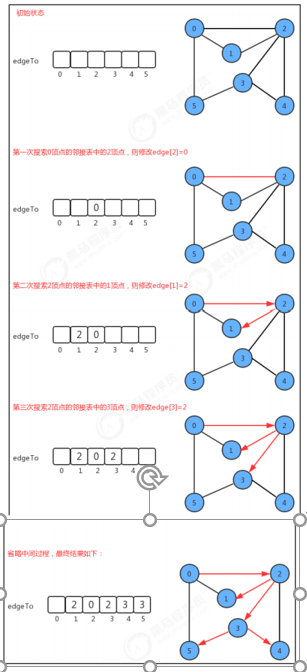 初始状态
0 2
1
edgeTo
3
0 1 2 3 4 5
5 4
第一次搜索0顶点的邻接表中的2顶点，则修改edge[2]=0
0 2
1
edgeTo 0
3
0 1 2 3 4 5
5 4
第二次搜索2顶点的邻接表中的1顶点，则修改edge[1]=2
0 2
1
edgeTo 2 0
3
0 1 2 3 4 5
5 4
第三次搜索2顶点的邻接表中的3顶点，则修改edge[3]=2
0 2
1
edgeTo 2 0 2
3
0 1 2 3 4
5 4
省略中间过程，最终结果如下：
0 2
1
edgeTo 2 0 2 3 3
3
0 1 2 3 4 5
5 4